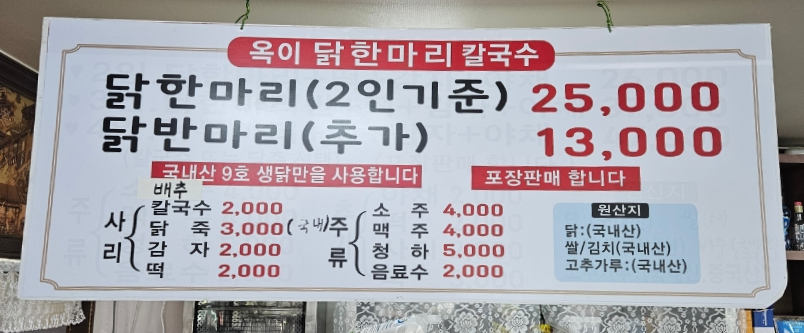 옥이 닭한마리 칼국수
닭한마리(2인기준) 25,000
닭반마리(추가) 13,000
국내산 9호 생닭만을 사용합니다
포장판매 합니다
배추
사리
칼국수 2,000
닭 죽 3,000 (국내)
감 자 2,000
떡 2,000
주류
소 주 4,000
맥 주 4,000
청 하 5,000
음료수 2,000
원산지
닭:(국내산)
쌀/김치(국내산)
고추가루:(국내산)